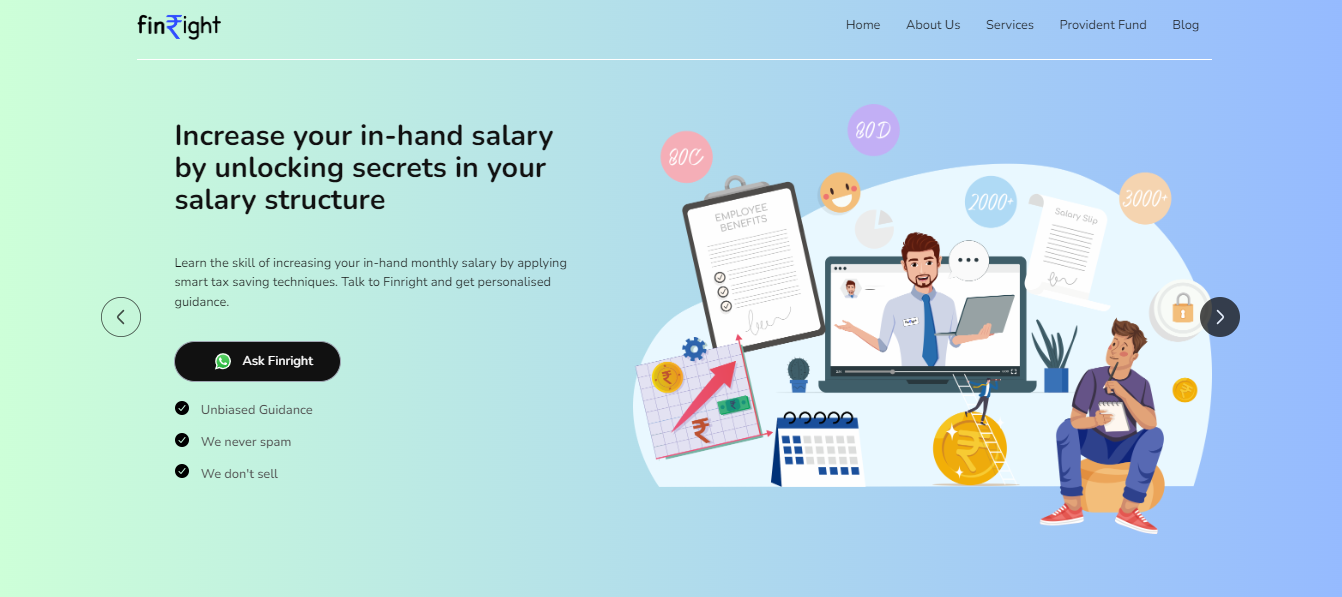 fin₹ight
Home
About Us
Services
Provident Fund
Blog
Increase your in-hand salary
by unlocking secrets in your
salary structure
Learn the skill of increasing your in-hand monthly salary by applying
smart tax saving techniques. Talk to Finright and get personalised
guidance.
Ask Finright
Unbiased Guidance
We never spam
We don't sell
80C
80D
EMPLOYEE
BENEFITS
2000+
Salary Slip
3000+
finright
₹
₹
₹
₹